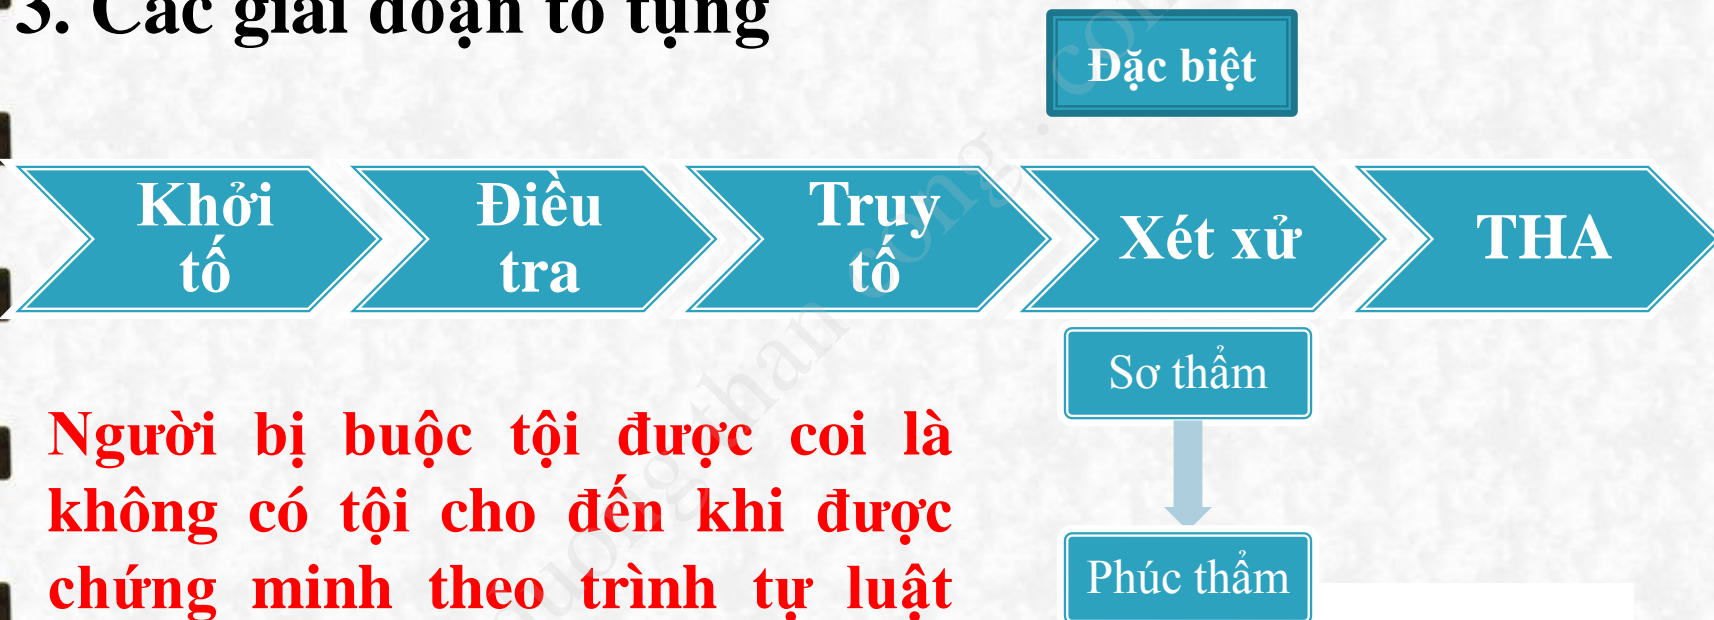 3. Các giai đoạn tố tụng
Đặc biệt
Khởi
tố
Điều
tra
Truy
tố
Xét xử
THA
Sơ thẩm
Phúc thẩm
Người bị buộc tội được coi là
không có tội cho đến khi được
chứng minh theo trình tự luật